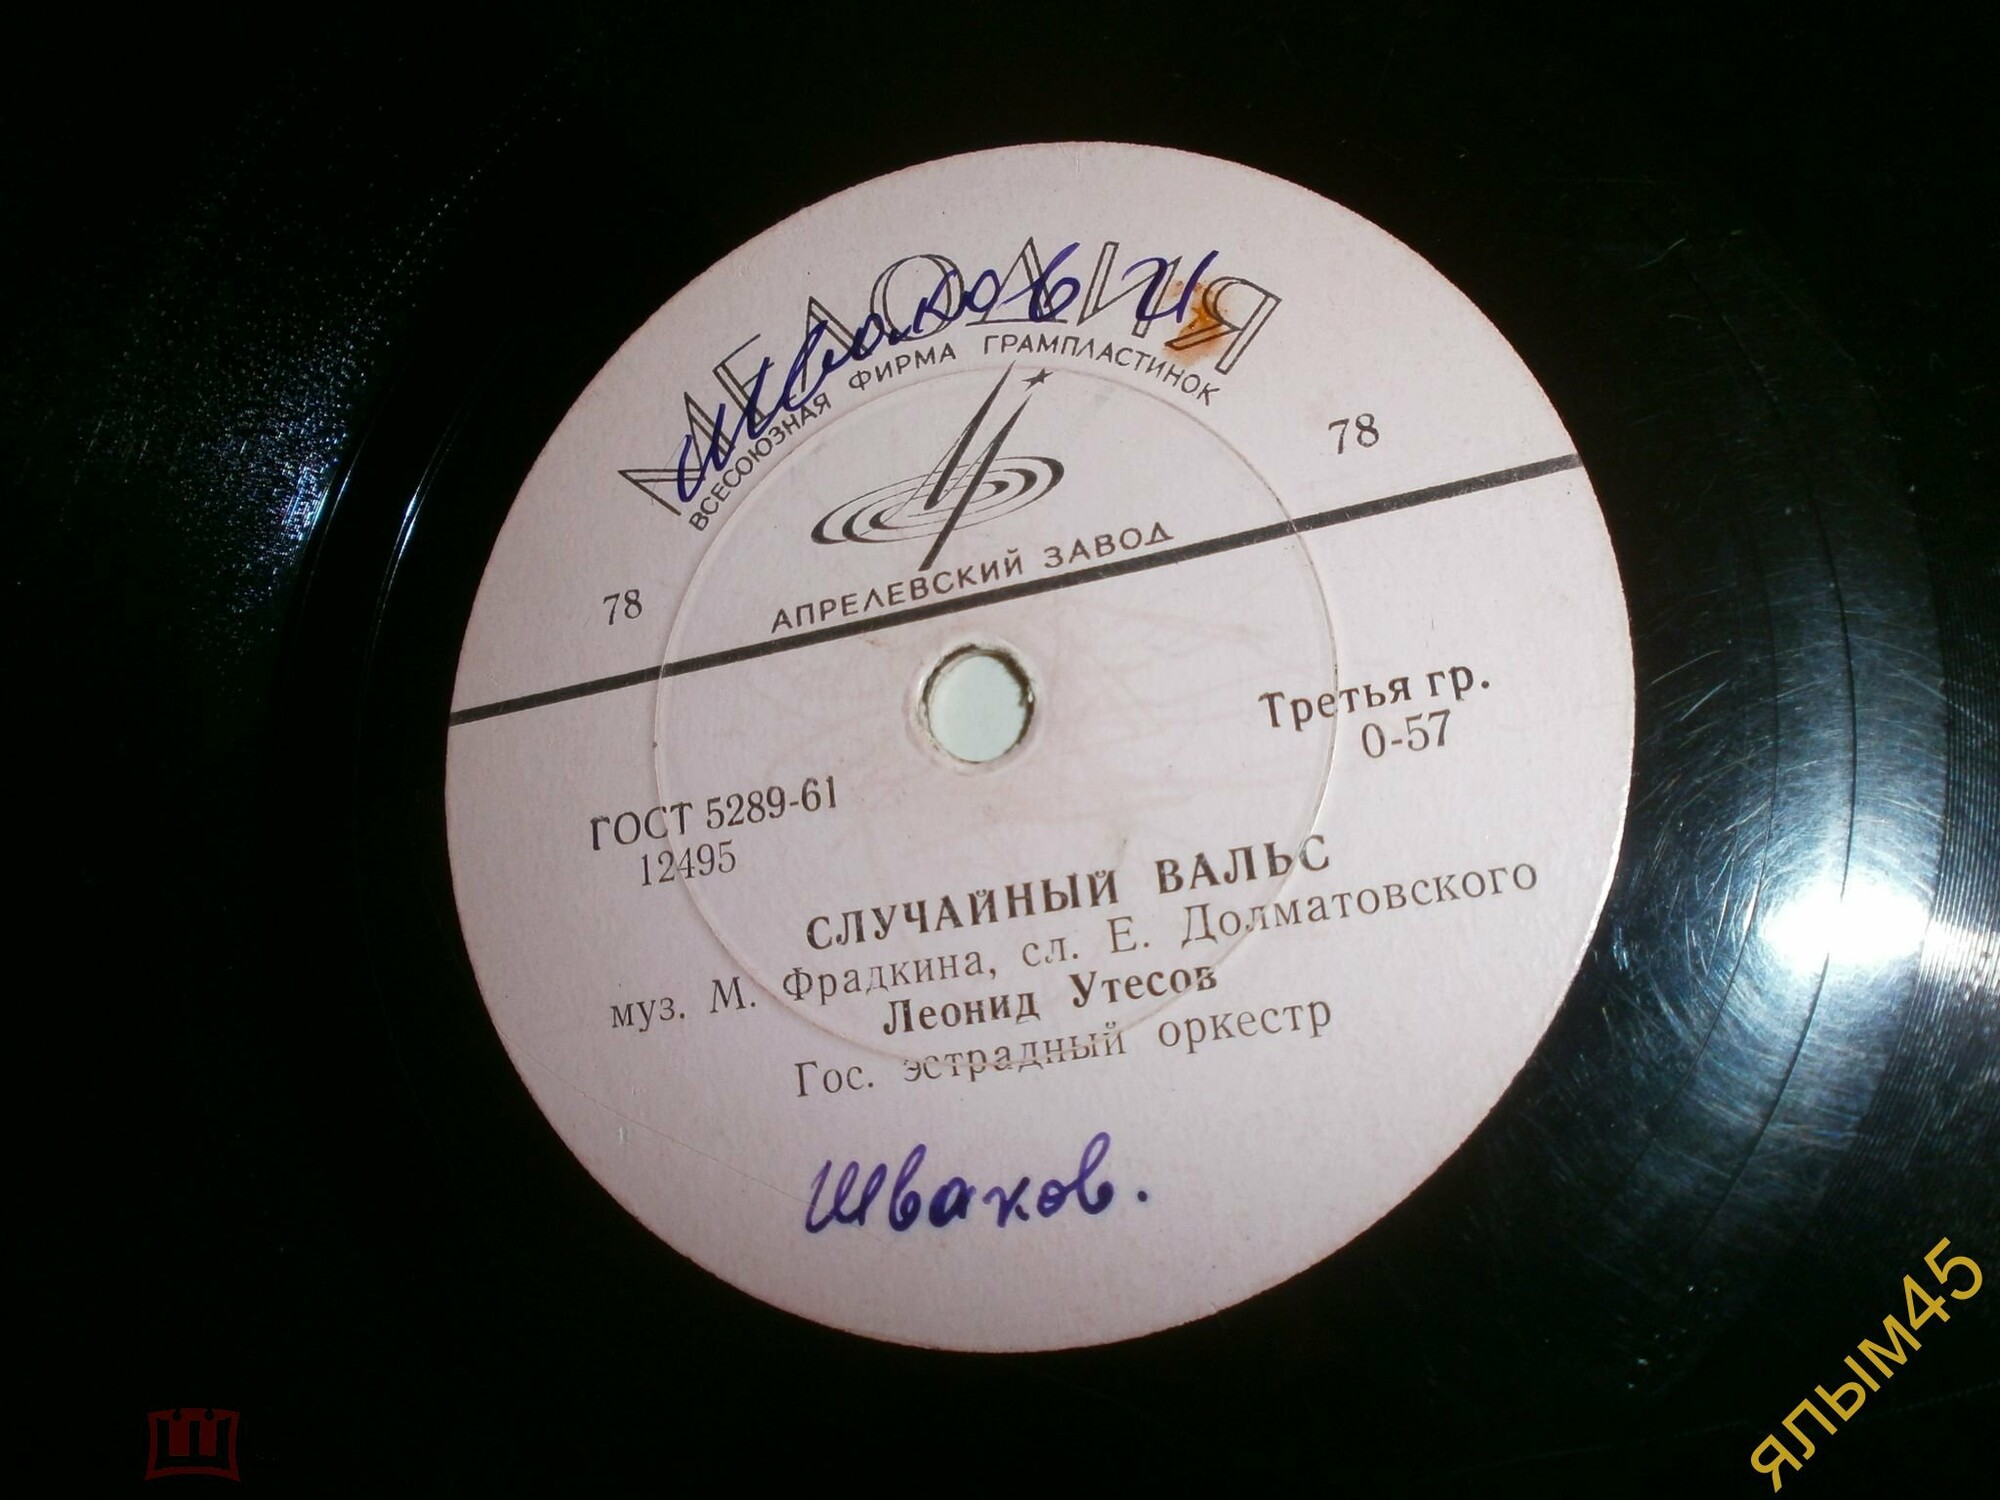 МЕЛОДИЯ
Шваков И
ВСЕСОЮЗНАЯ ФИРМА ГРАМПЛАСТИНОК
78
78
АПРЕЛЕВСКИЙ ЗАВОД
Третья гр.
0-57
ГОСТ 5289-61
12495
СЛУЧАЙНЫЙ ВАЛЬС
муз. М. Фрадкина, сл. Е. Долматовского
Леонид Утесов
Гос. эстрадный оркестр
Шваков.
ЯЛЫМ45